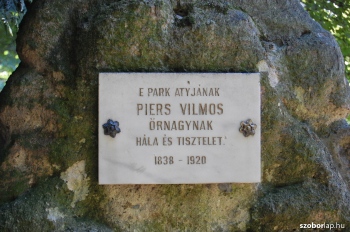 E PARK ATYJÁNAK
PIERS VILMOS
ŐRNAGYNAK
HÁLA ÉS TISZTELET.
1838 - 1920
szoborlap.hu